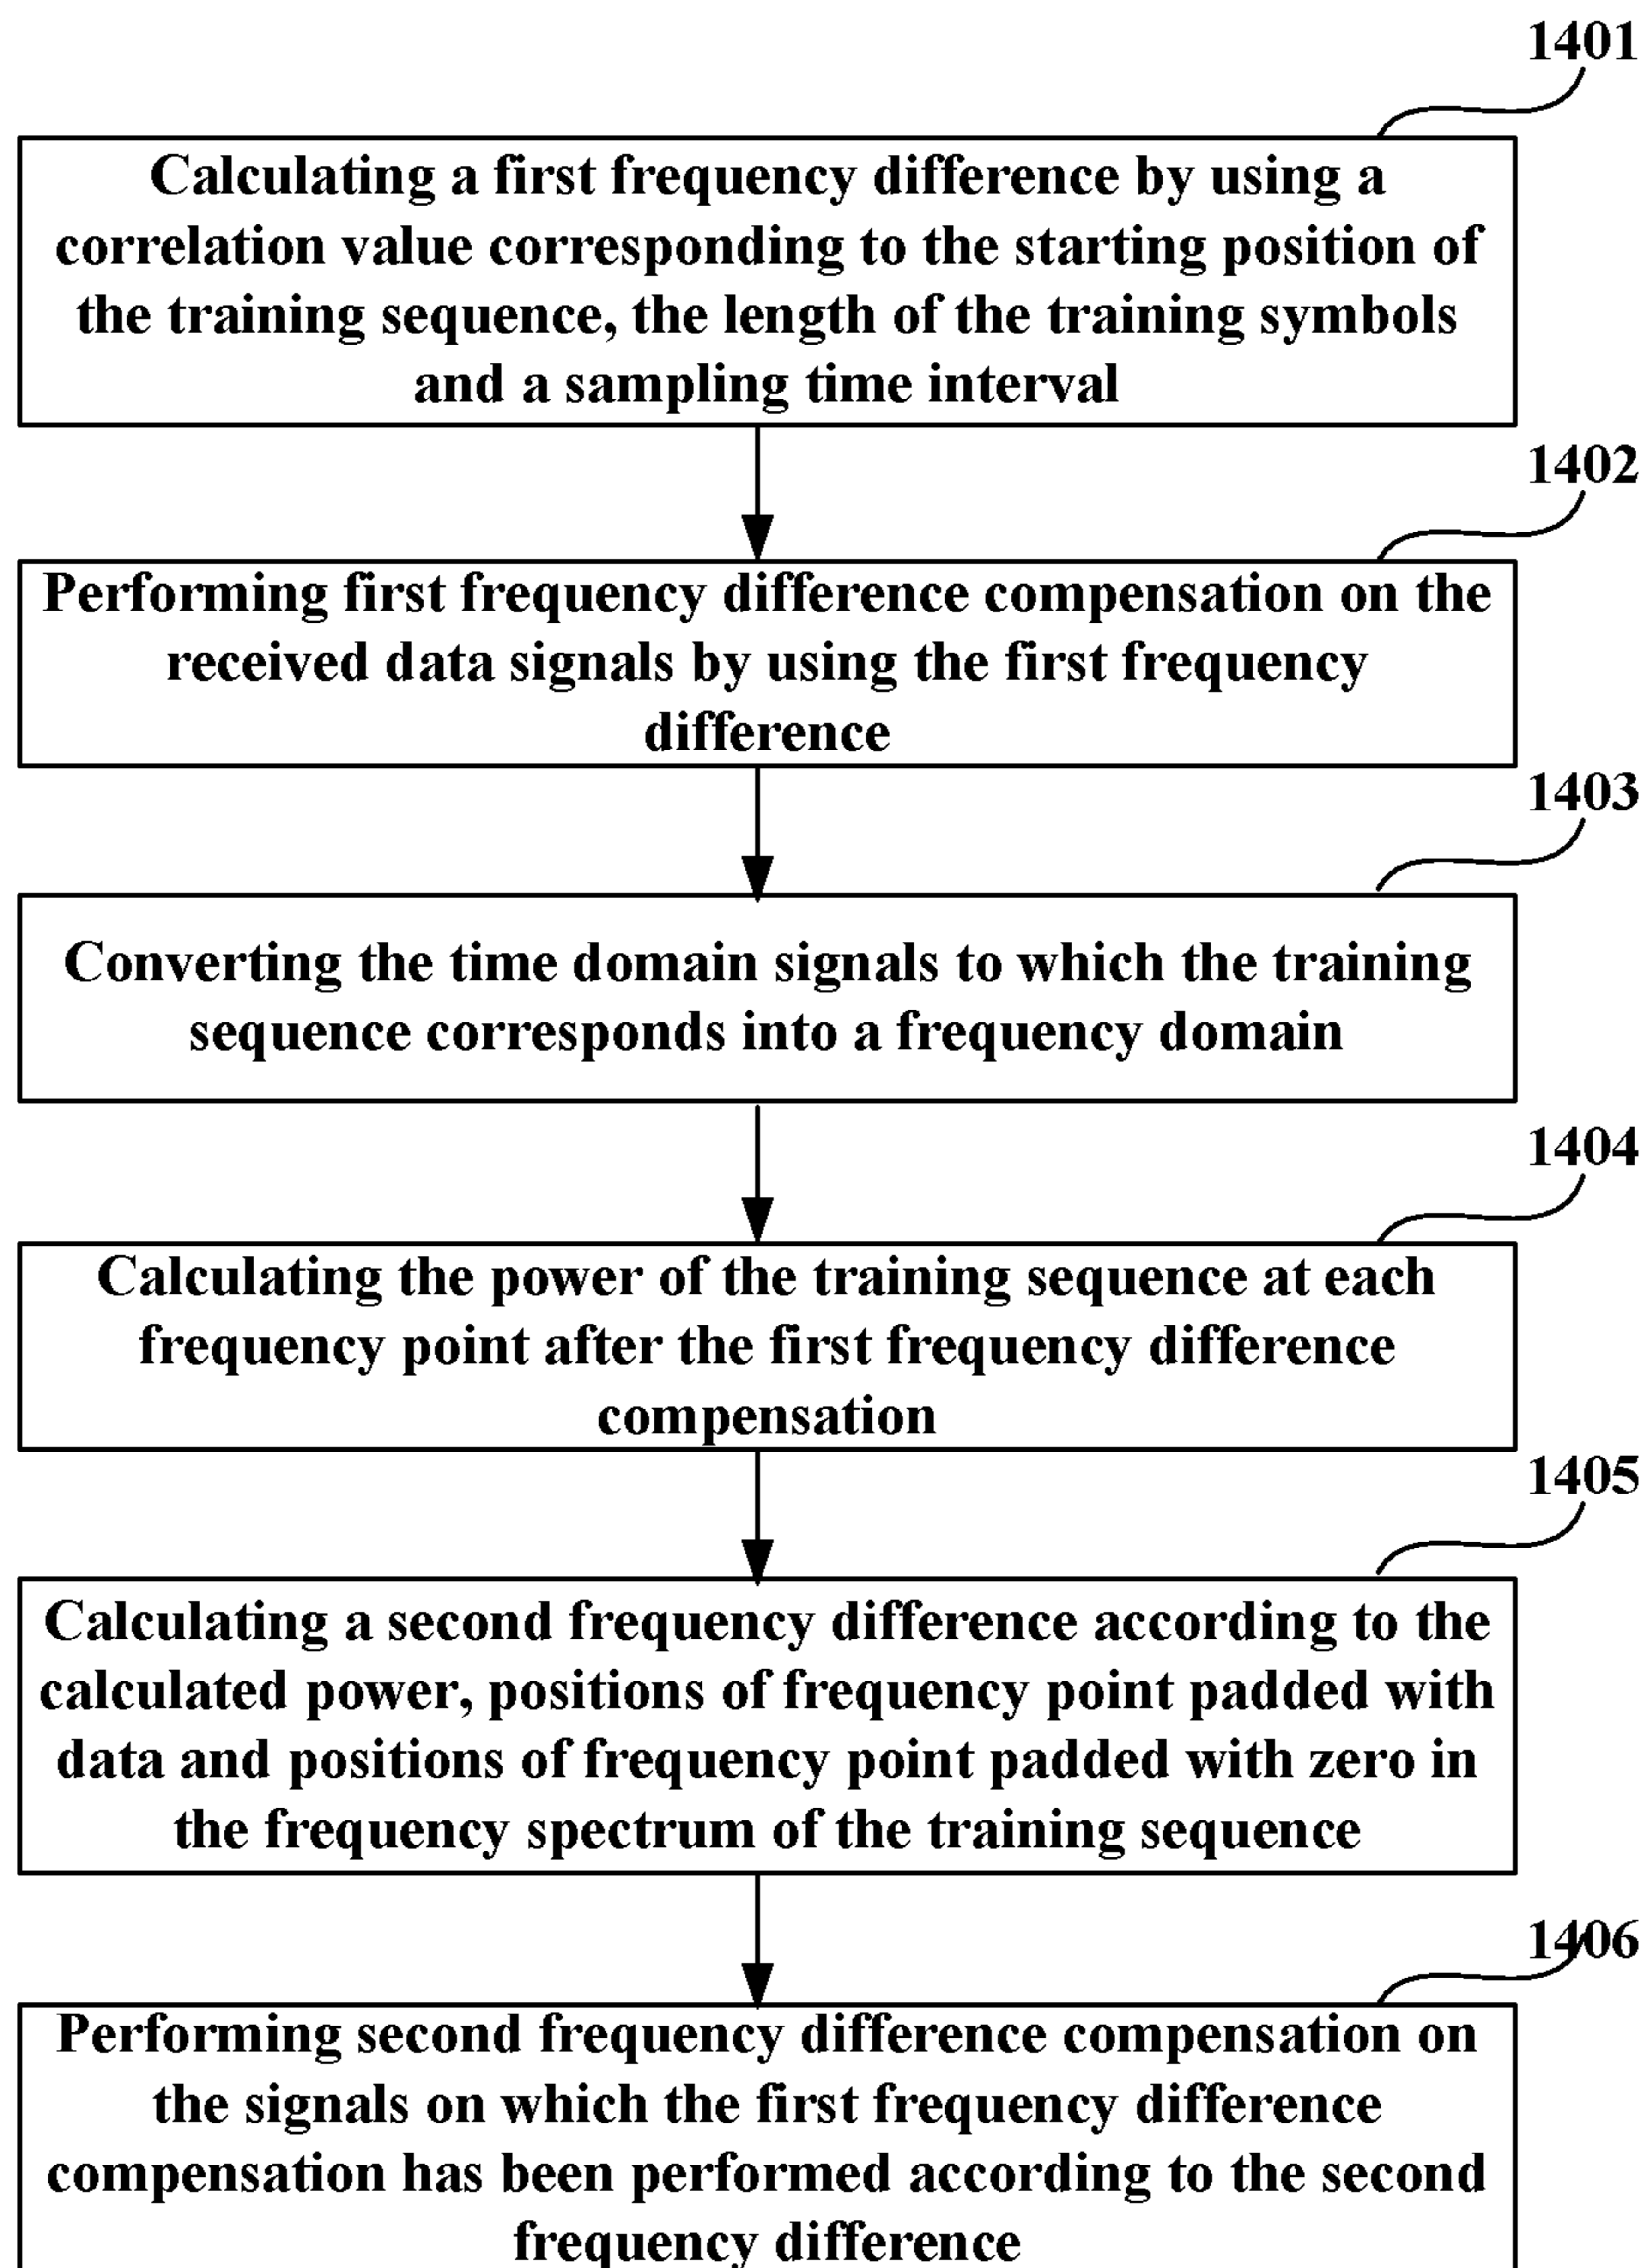 1401
Calculating a first frequency difference by using a
correlation value corresponding to the starting position of
the training sequence, the length of the training symbols
and a sampling time interval
1402
Performing first frequency difference compensation on the
received data signals by using the first frequency
difference
1403
Converting the time domain signals to which the training
sequence corresponds into a frequency domain
1404
Calculating the power of the training sequence at each
frequency point after the first frequency difference
compensation
1405
Calculating a second frequency difference according to the
calculated power, positions of frequency point padded with
data and positions of frequency point padded with zero in
the frequency spectrum of the training sequence
1406
Performing second frequency difference compensation on
the signals on which the first frequency difference
compensation has been performed according to the second
frequency difference